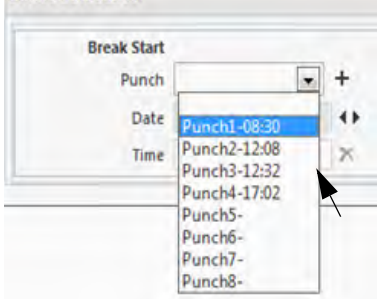 Break Start
Punch
Date
Time
Punch1-08:30
Punch2-12:08
Punch3-12:32
Punch4-17:02
Punch5-
Punch6-
Punch7-
Punch8-